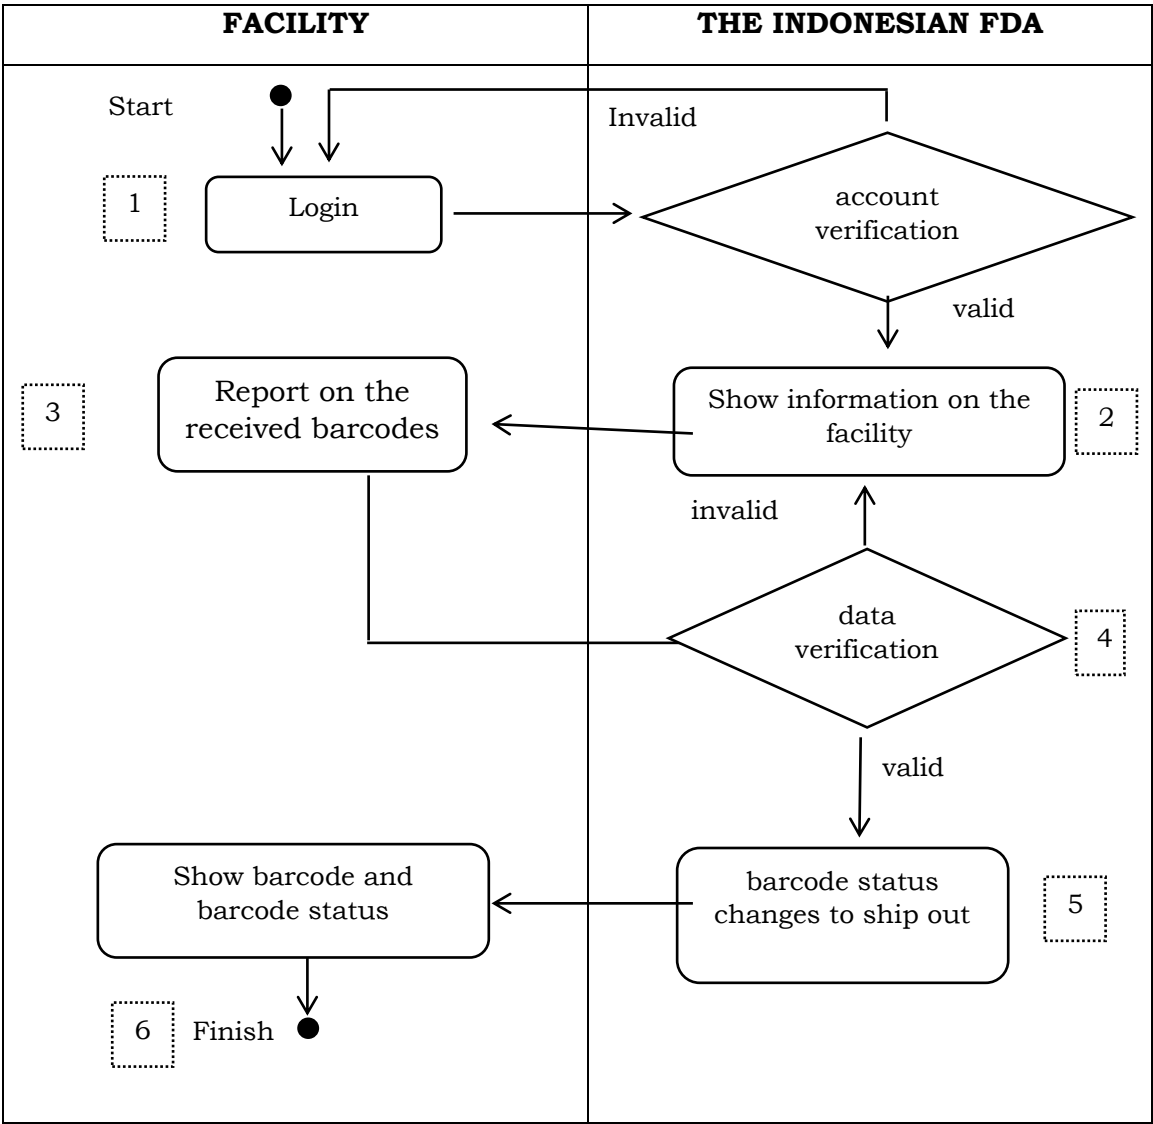 FACILITY
THE INDONESIAN FDA
Start
Invalid
1
Login
account
verification
valid
3
Report on the
received barcodes
Show information on the
facility
2
invalid
data
verification
4
valid
Show barcode and
barcode status
barcode status
changes to ship out
5
6
Finish